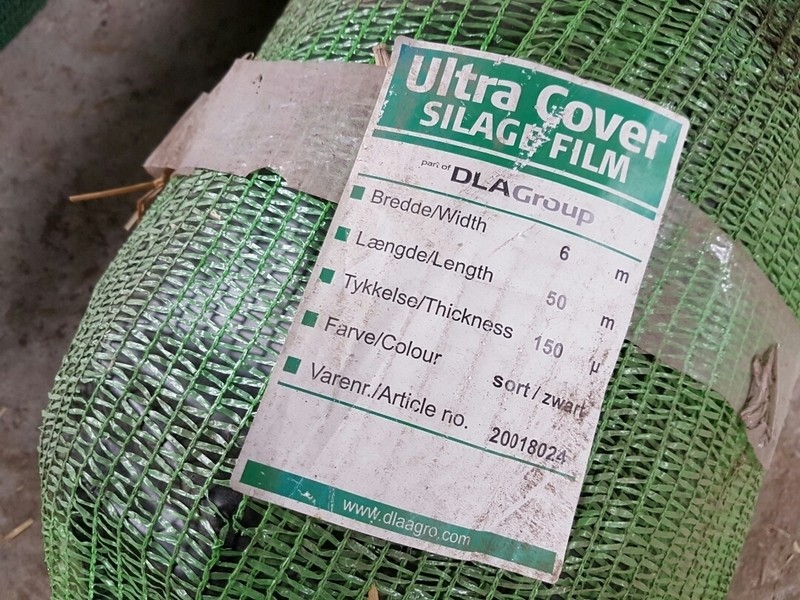 Ultra Cover
SILAGE FILM
part of DLAGroup
Bredde/Width 6 m
Længde/Length 50 m
Tykkelse/Thickness 150 µ
Farve/Colour sort / zwart
Varenr./Article no. 20018024
www.dlaagro.com